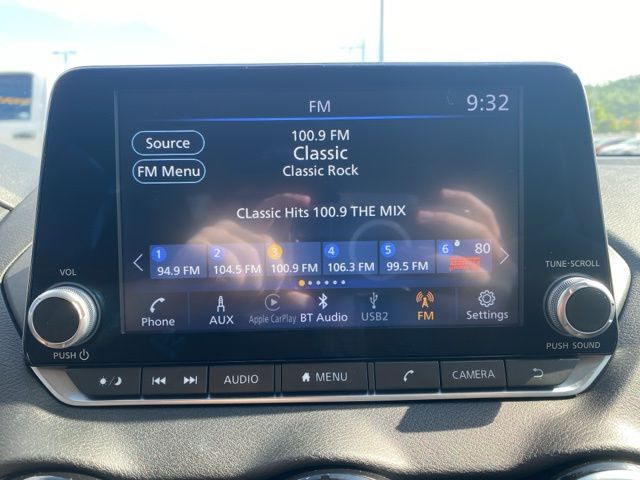 FM
9:32
Source
100.9 FM
Classic
FM Menu
Classic Rock
CLassic Hits 100.9 THE MIX
1 2 3 4 5 6 80
94.9 FM 104.5 FM 100.9 FM 106.3 FM 99.5 FM
Phone AUX Apple CarPlay BT Audio USB2 FM Settings
VOL
TUNE·SCROLL
PUSH
PUSH SOUND
AUDIO MENU CAMERA